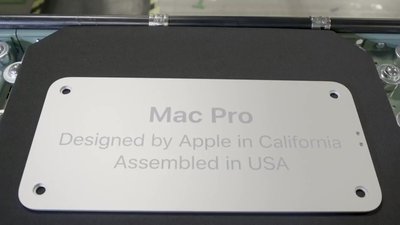 Mac Pro
Designed by Apple in California
Assembled in USA